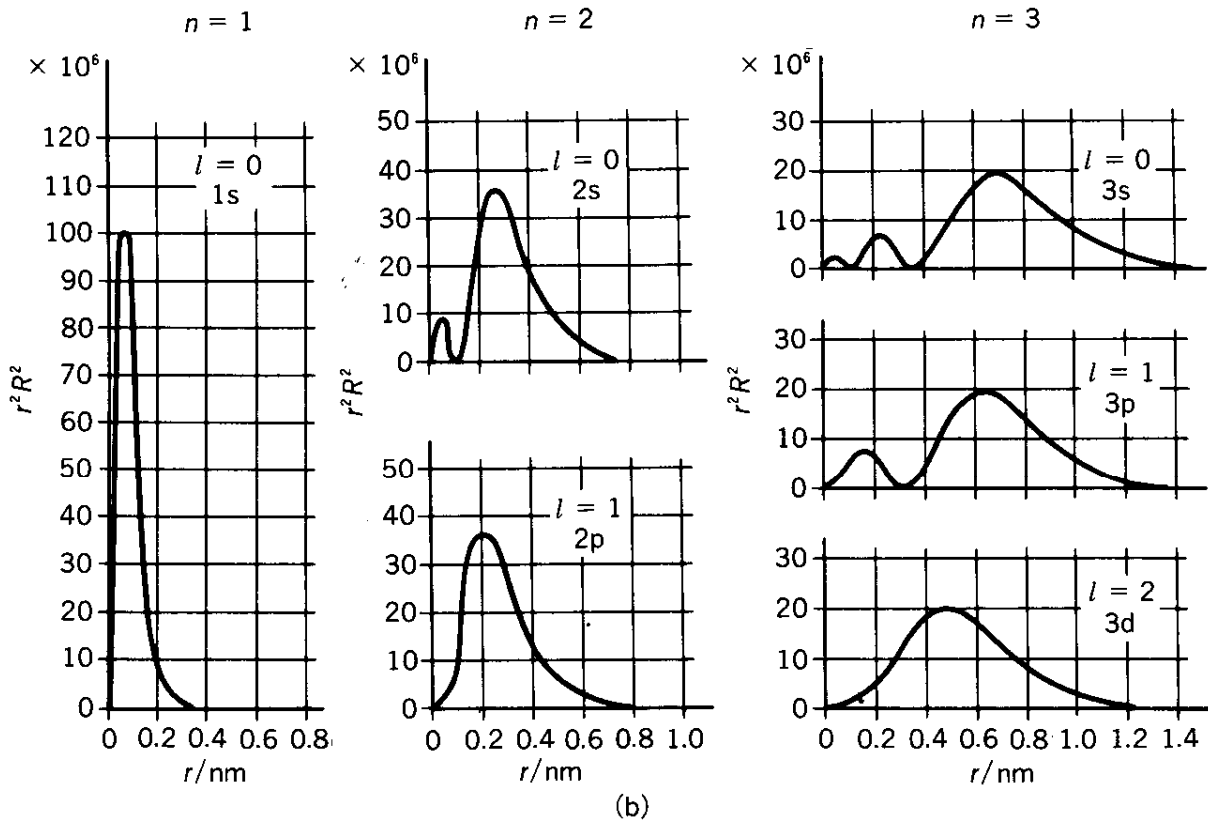 n = 1
× 10⁶
r²R²
120
110
100
90
80
70
60
50
40
30
20
10
0
l = 0
1s
0 0.2 0.4 0.6 0.8
r/nm
n = 2
× 10⁶
r²R²
50
40
30
20
10
0
l = 0
2s
50
40
30
20
10
0
l = 1
2p
0 0.2 0.4 0.6 0.8 1.0
r/nm
n = 3
× 10⁶
r²R²
30
20
10
0
l = 0
3s
30
20
10
0
l = 1
3p
30
20
10
0
l = 2
3d
0 0.2 0.4 0.6 0.8 1.0 1.2 1.4
r/nm
(b)